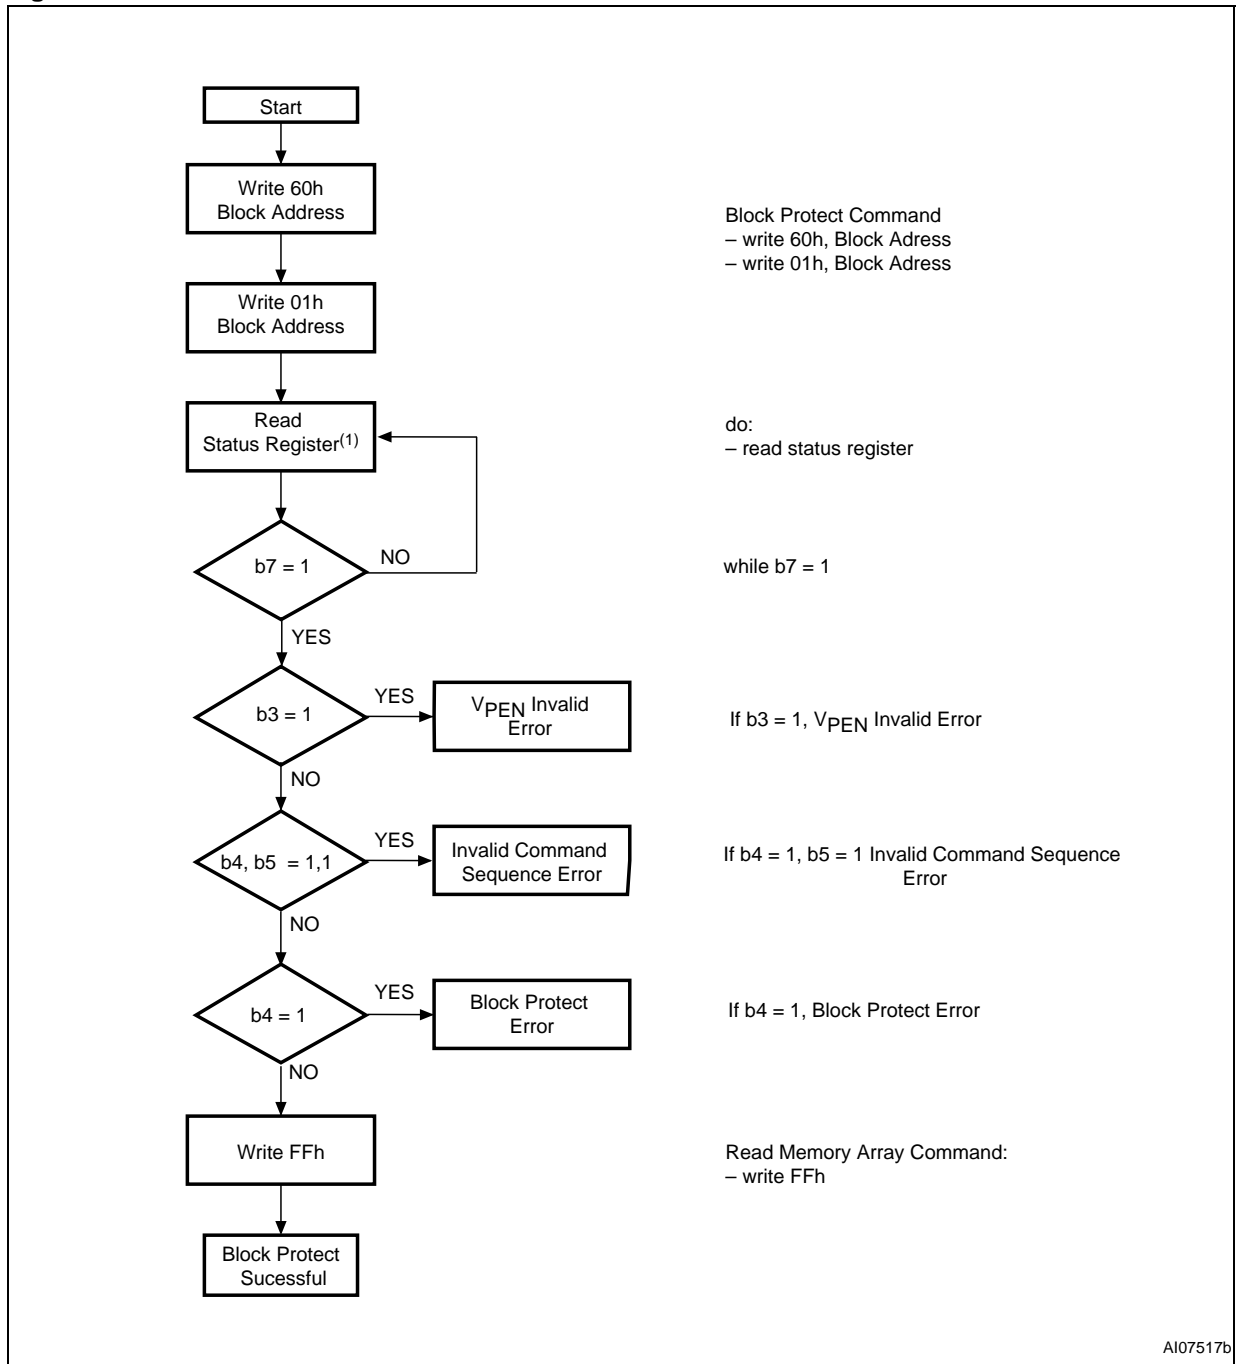 Start
Write 60h
Block Address
Block Protect Command
– write 60h, Block Adress
– write 01h, Block Adress
Write 01h
Block Address
Read
Status Register(1)
do:
– read status register
b7 = 1
NO
while b7 = 1
YES
b3 = 1
YES
VPEN Invalid
Error
If b3 = 1, VPEN Invalid Error
NO
b4, b5 = 1,1
YES
Invalid Command
Sequence Error
If b4 = 1, b5 = 1 Invalid Command Sequence
Error
NO
b4 = 1
YES
Block Protect
Error
If b4 = 1, Block Protect Error
NO
Write FFh
Read Memory Array Command:
– write FFh
Block Protect
Sucessful
AI07517b